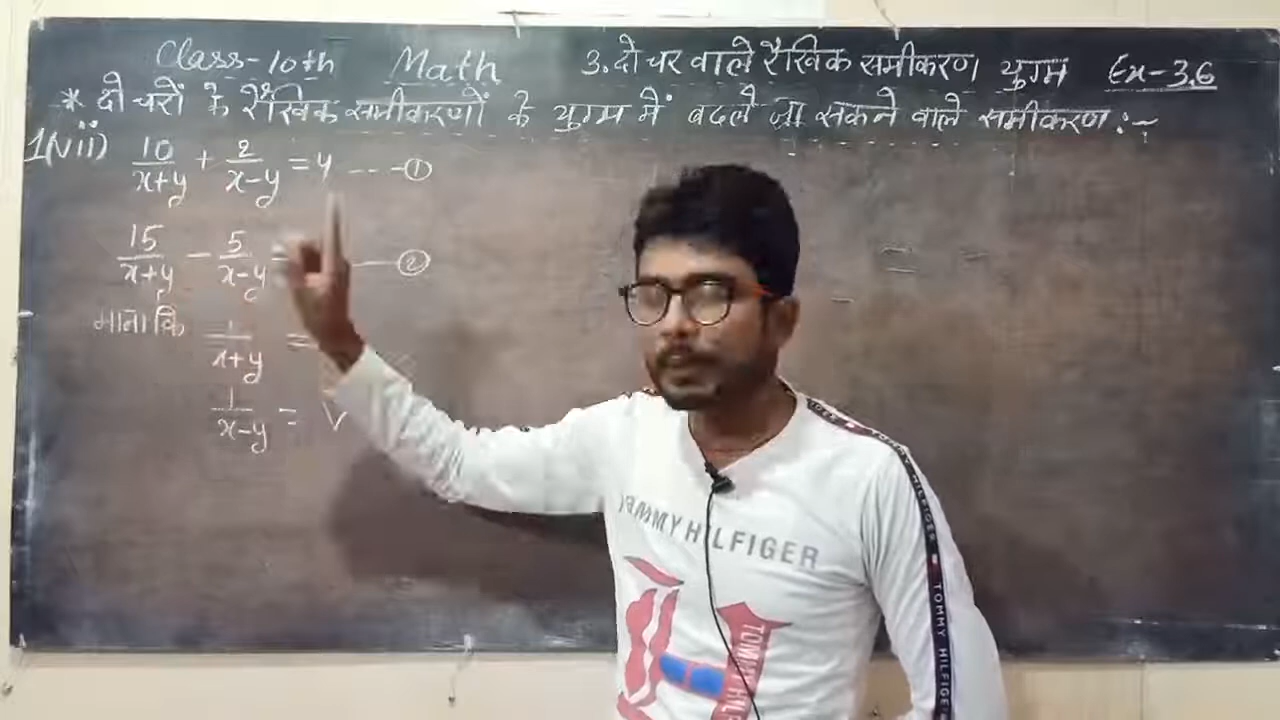 Class-10th Math 3. दो चर वाले रैखिक समीकरण युग्म Ex-3.6
* दो चरों के रैखिक समीकरणों के युग्म में बदले जा सकने वाले समीकरण :-
1(vii) 10/x+y + 2/x-y = 4 ---①
15/x+y - 5/x-y = —②
माना कि 1/x+y =
1/x-y = v
TOMMY HILFIGER
TOMMY HILFIGER